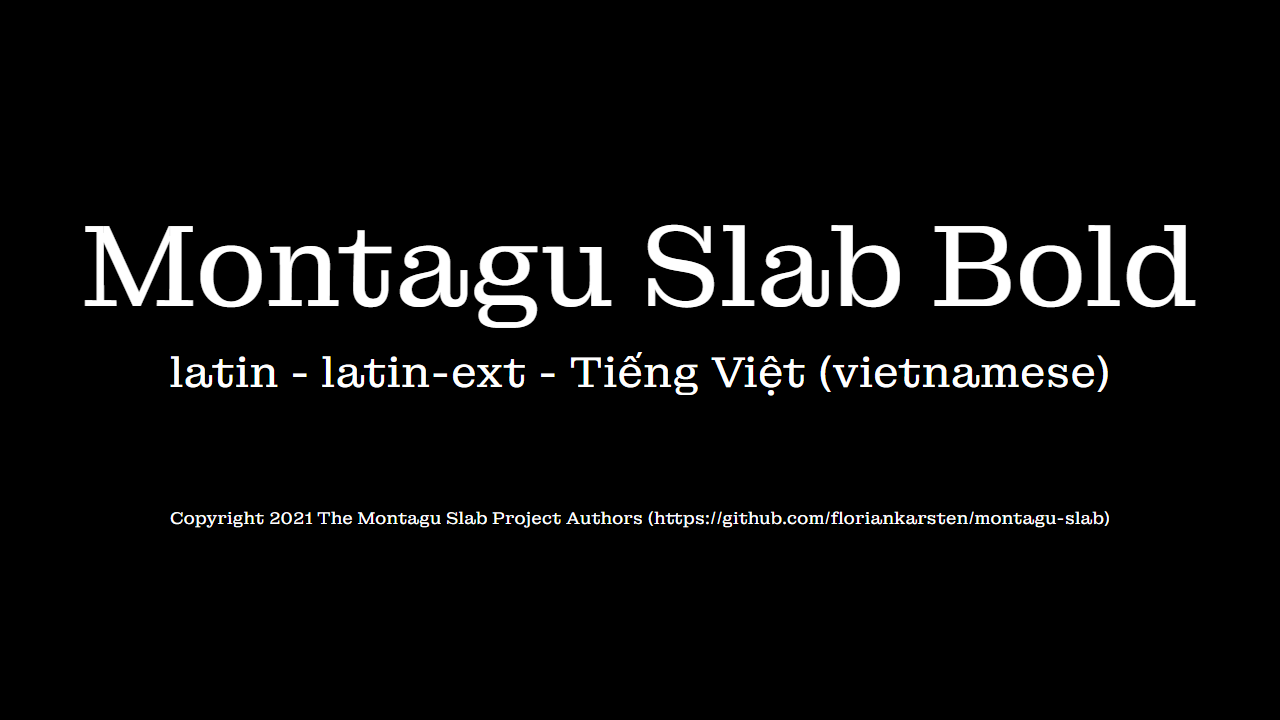 Montagu Slab Bold
latin - latin-ext - Tiếng Việt (vietnamese)
Copyright 2021 The Montagu Slab Project Authors (https://github.com/floriankarsten/montagu-slab)